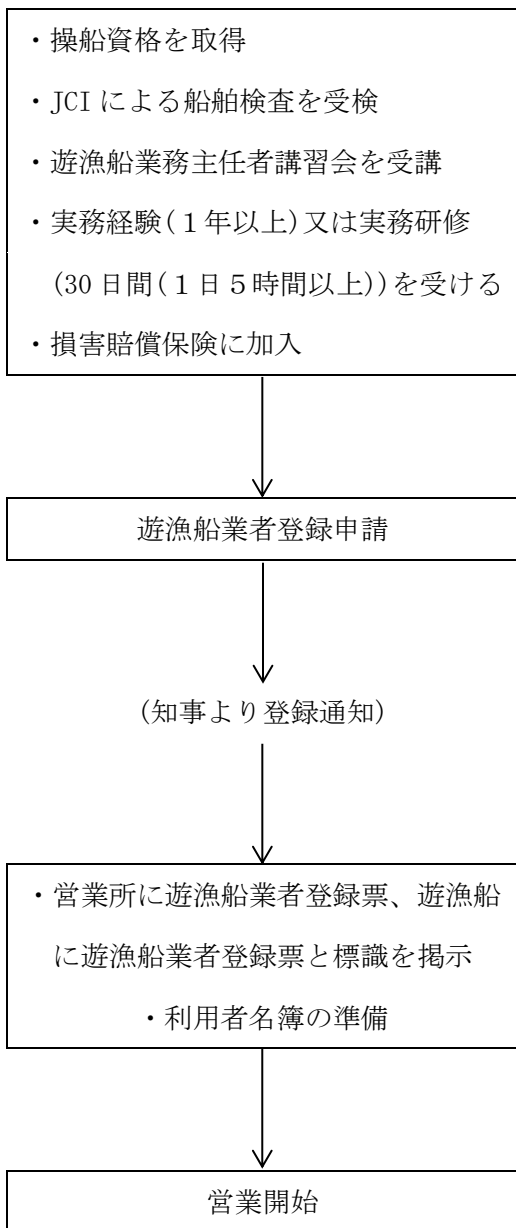 ・操船資格を取得
・JCIによる船舶検査を受検
・遊漁船業務主任者講習会を受講
・実務経験(１年以上)又は実務研修
(30日間(１日５時間以上))を受ける
・損害賠償保険に加入
遊漁船業者登録申請
(知事より登録通知)
・営業所に遊漁船業者登録票、遊漁船
に遊漁船業者登録票と標識を掲示
・利用者名簿の準備
営業開始